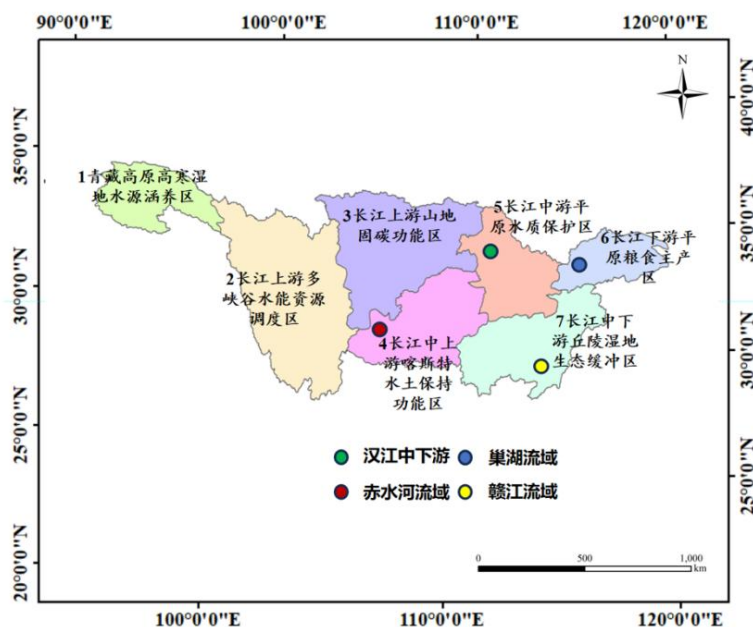 90°0'0"E 100°0'0"E 110°0'0"E 120°0'0"E
N
40°0'0"N
35°0'0"N
35°0'0"N
30°0'0"N
30°0'0"N
25°0'0"N
25°0'0"N
20°0'0"N
1青藏高原高寒湿
地水源涵养区
2长江上游多
峡谷水能资源
调度区
3长江上游山地
固碳功能区
4长江中上
游喀斯特
水土保持
功能区
5长江中游平
原水质保护区
6长江下游平
原粮食主产
区
7长江中下
游丘陵湿地
生态缓冲区
汉江中下游
巢湖流域
赤水河流域
赣江流域
0 500 1,000
km
100°0'0"E 110°0'0"E 120°0'0"E